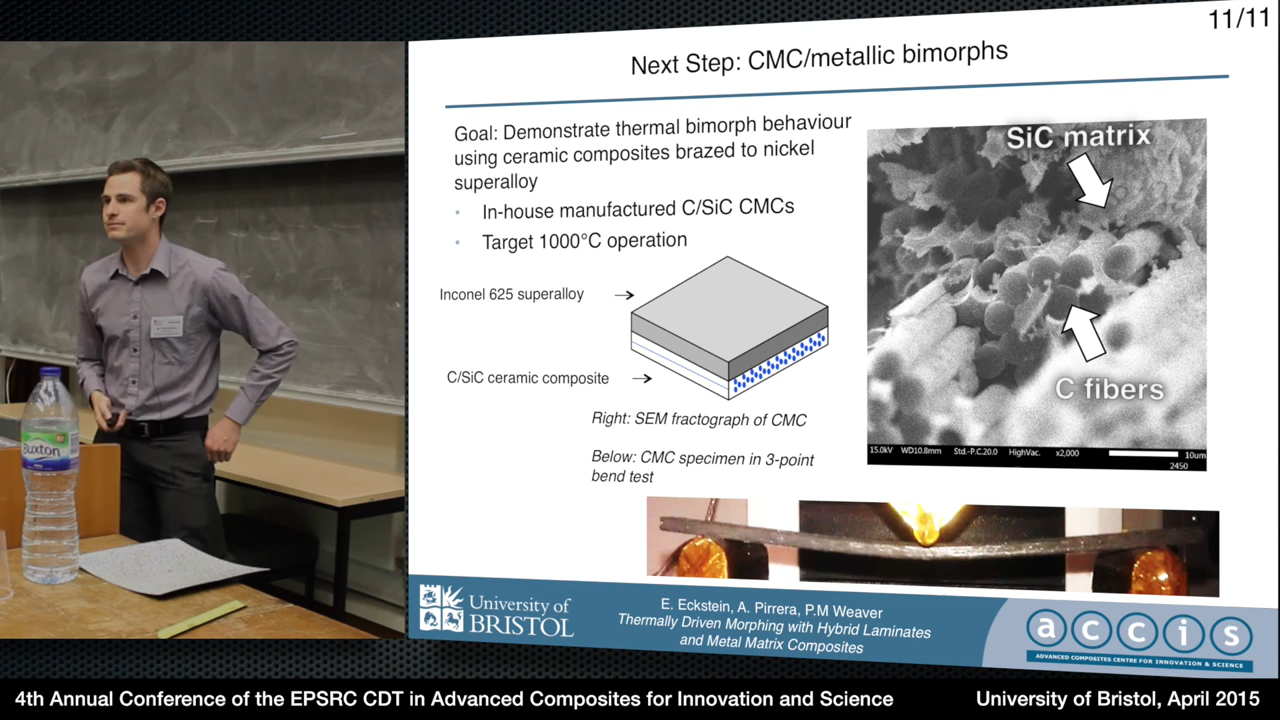 11/11
Next Step: CMC/metallic bimorphs
Goal: Demonstrate thermal bimorph behaviour
using ceramic composites brazed to nickel
superalloy
• In-house manufactured C/SiC CMCs
• Target 1000°C operation
Inconel 625 superalloy
C/SiC ceramic composite
Right: SEM fractograph of CMC
Below: CMC specimen in 3-point
bend test
SiC matrix
C fibers
15.0kV WD10.8mm Std.-P.C.20.0 HighVac. x2,000 10um
2450
Buxton
University of
BRISTOL
E. Eckstein, A. Pirrera, P.M Weaver
Thermally Driven Morphing with Hybrid Laminates
and Metal Matrix Composites
accis
ADVANCED COMPOSITES CENTRE FOR INNOVATION & SCIENCE
4th Annual Conference of the EPSRC CDT in Advanced Composites for Innovation and Science
University of Bristol, April 2015